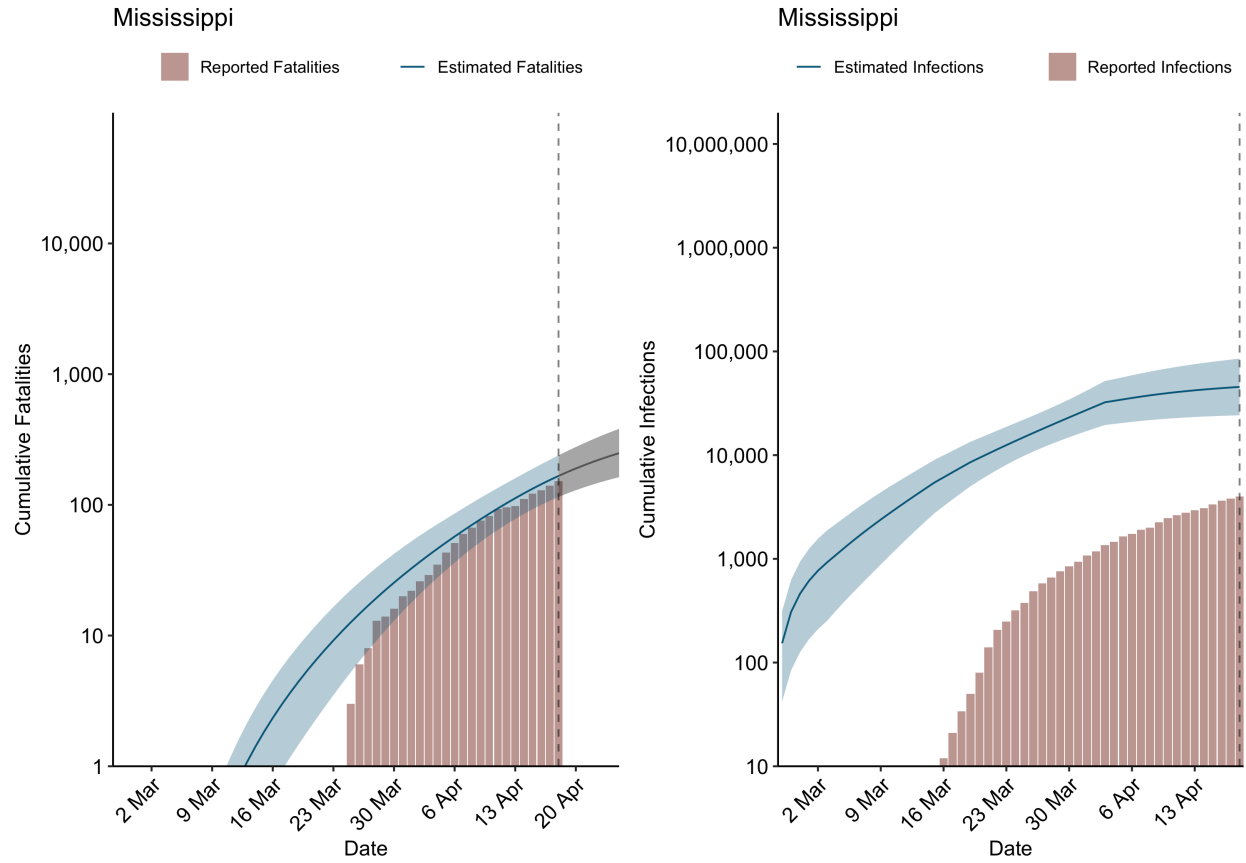 Mississippi
Reported Fatalities
Estimated Fatalities
Cumulative Fatalities
10,000
1,000
100
10
1
2 Mar
9 Mar
16 Mar
23 Mar
30 Mar
6 Apr
13 Apr
20 Apr
Date
Mississippi
Estimated Infections
Reported Infections
Cumulative Infections
10,000,000
1,000,000
100,000
10,000
1,000
100
10
2 Mar
9 Mar
16 Mar
23 Mar
30 Mar
6 Apr
13 Apr
Date